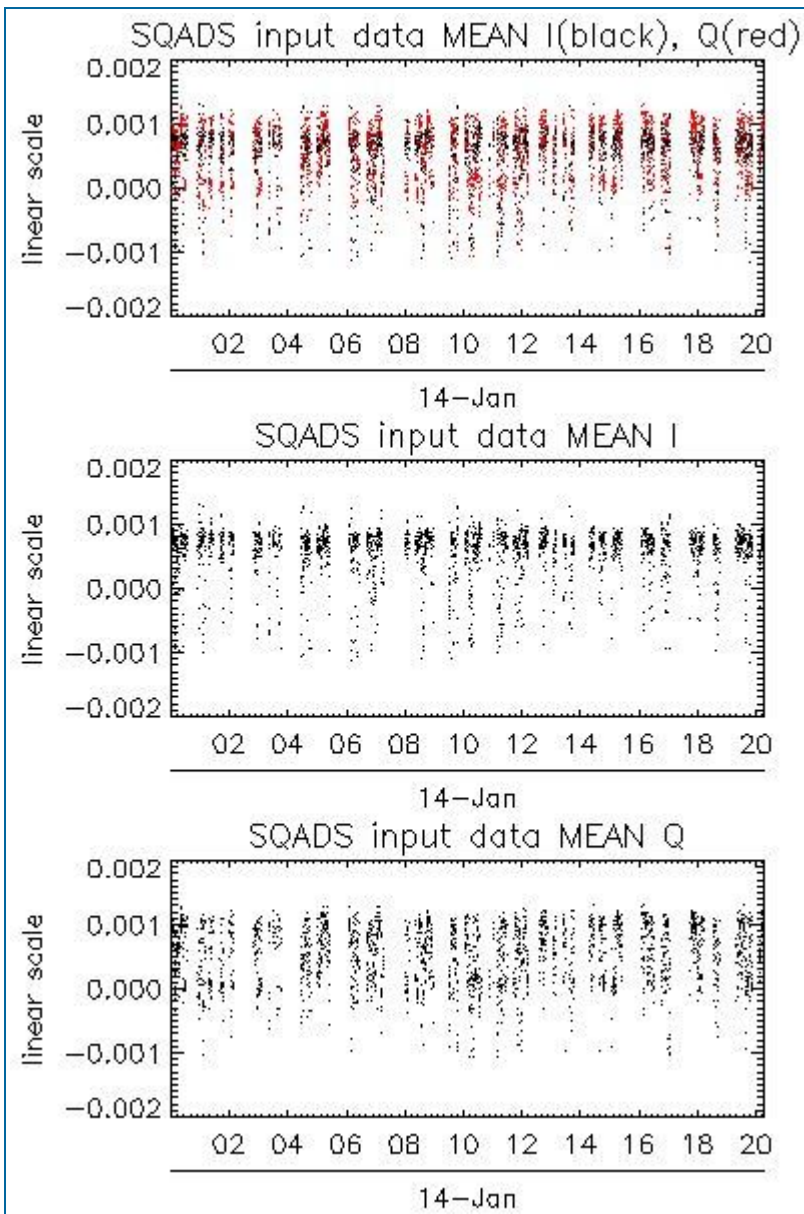 SQADS input data MEAN I(black), Q(red)
0.002
0.001
0.000
-0.001
-0.002
linear scale
02 04 06 08 10 12 14 16 18 20
14-Jan
SQADS input data MEAN I
0.002
0.001
0.000
-0.001
-0.002
linear scale
02 04 06 08 10 12 14 16 18 20
14-Jan
SQADS input data MEAN Q
0.002
0.001
0.000
-0.001
-0.002
linear scale
02 04 06 08 10 12 14 16 18 20
14-Jan